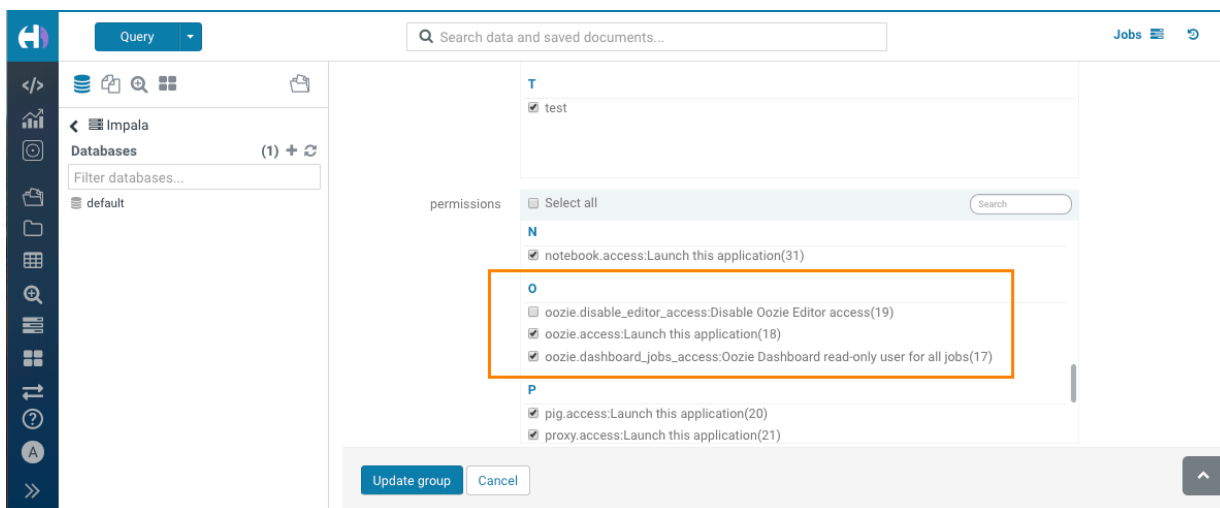 Query
Search data and saved documents...
Jobs
Impala
Databases (1)
Filter databases...
default
T
test
permissions
Select all
Search
N
notebook.access:Launch this application(31)
O
oozie.disable_editor_access:Disable Oozie Editor access(19)
oozie.access:Launch this application(18)
oozie.dashboard_jobs_access:Oozie Dashboard read-only user for all jobs(17)
P
pig.access:Launch this application(20)
proxy.access:Launch this application(21)
A
Update group
Cancel